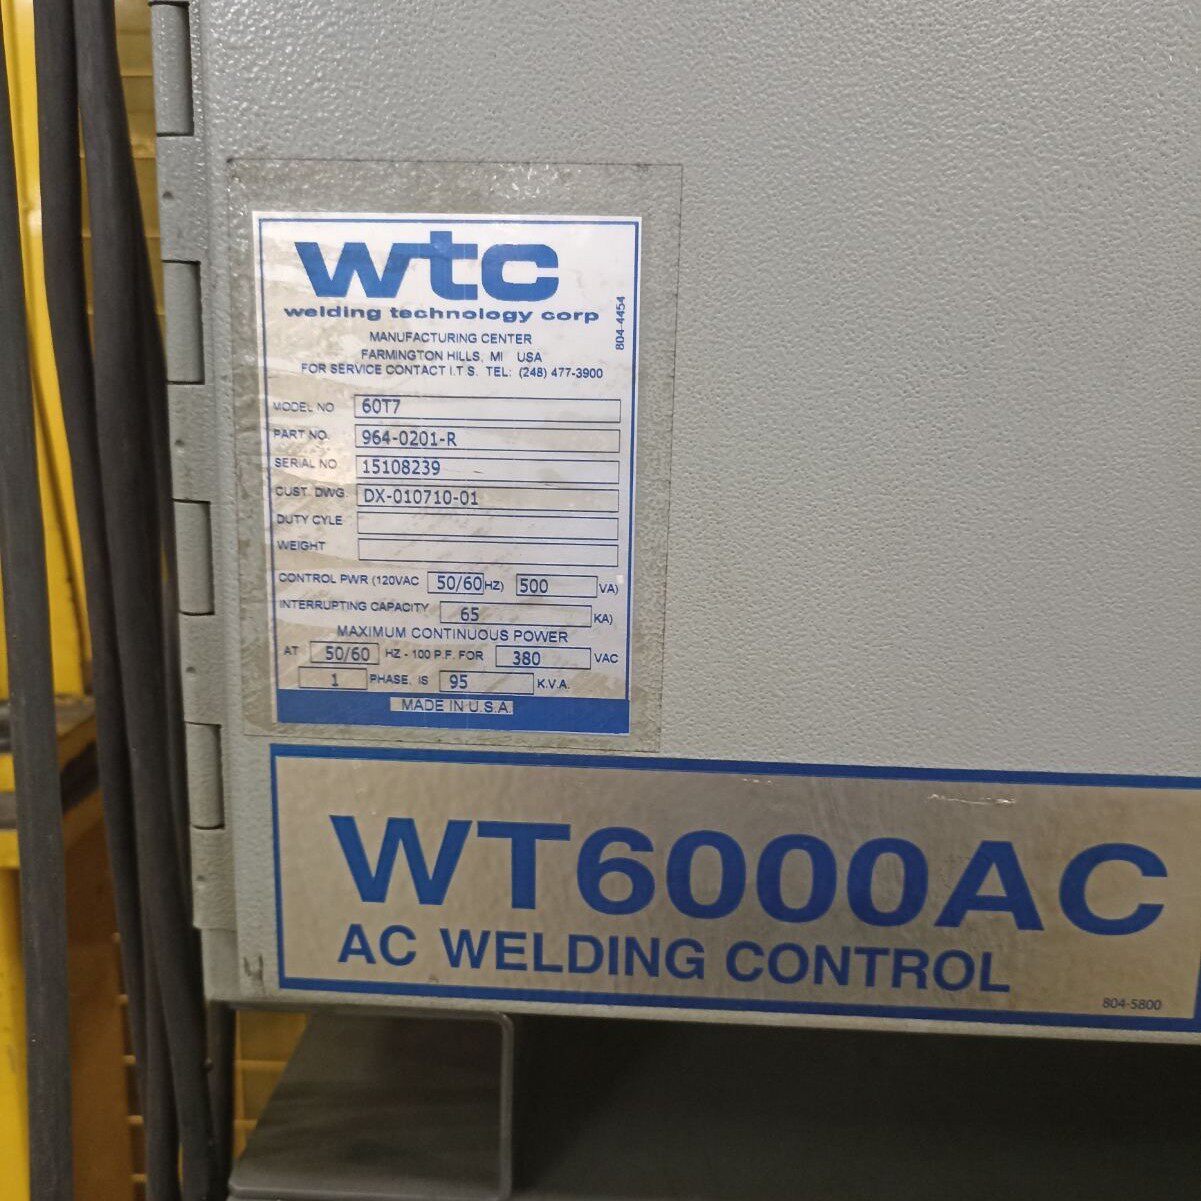 wtc
welding technology corp
804-4454
MANUFACTURING CENTER
FARMINGTON HILLS, MI USA
FOR SERVICE CONTACT I.T.S. TEL: (248) 477-3900
MODEL NO 60T7
PART NO. 964-0201-R
SERIAL NO. 15108239
CUST. DWG. DX-010710-01
DUTY CYLE
WEIGHT
CONTROL PWR (120VAC 50/60 HZ) 500 VA)
INTERRUPTING CAPACITY 65 KA)
MAXIMUM CONTINUOUS POWER
AT 50/60 HZ - 100 P.F. FOR 380 VAC
1 PHASE. IS 95 K.V.A.
MADE IN U.S.A.
WT6000AC
AC WELDING CONTROL
804-5800